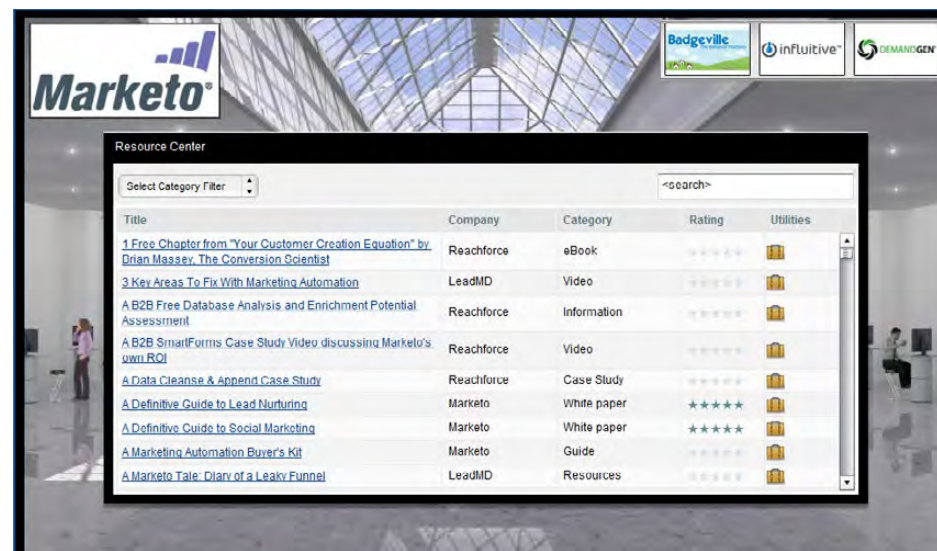 Marketo®
Badgeville
influitive™
DEMANDGEN
Resource Center
Select Category Filter
<search>
Title Company Category Rating Utilities
1 Free Chapter from "Your Customer Creation Equation" by Reachforce eBook
Brian Massey, The Conversion Scientist
3 Key Areas To Fix With Marketing Automation LeadMD Video
A B2B Free Database Analysis and Enrichment Potential Reachforce Information
Assessment
A B2B SmartForms Case Study Video discussing Marketo's Reachforce Video
own ROI
A Data Cleanse & Append Case Study Reachforce Case Study
A Definitive Guide to Lead Nurturing Marketo White paper
A Definitive Guide to Social Marketing Marketo White paper
A Marketing Automation Buyer's Kit Marketo Guide
A Marketo Tale: Diary of a Leaky Funnel LeadMD Resources